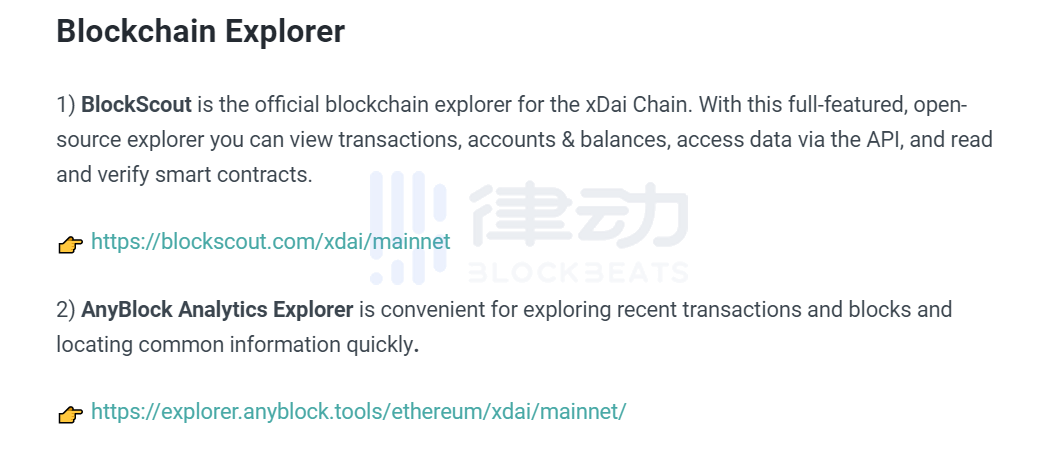 Blockchain Explorer
1) BlockScout is the official blockchain explorer for the xDai Chain. With this full-featured, open-
source explorer you can view transactions, accounts & balances, access data via the API, and read
and verify smart contracts.
律动
BLOCKBEATS
👉 https://blockscout.com/xdai/mainnet
2) AnyBlock Analytics Explorer is convenient for exploring recent transactions and blocks and
locating common information quickly.
👉 https://explorer.anyblock.tools/ethereum/xdai/mainnet/